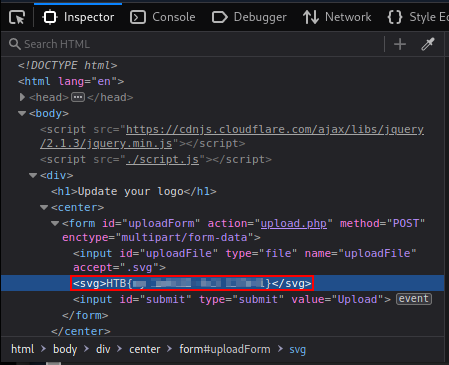 Inspector Console Debugger Network Style Ec
Search HTML
<!DOCTYPE html>
<html lang="en">
<head> </head>
<body>
<script src="https://cdnjs.cloudflare.com/ajax/libs/jquery
/2.1.3/jquery.min.js"></script>
<script src="./script.js"></script>
<div>
<h1>Update your logo</h1>
<center>
<form id="uploadForm" action="upload.php" method="POST"
enctype="multipart/form-data">
<input id="uploadFile" type="file" name="uploadFile"
accept=".svg">
<svg>HTB{ }</svg>
<input id="submit" type="submit" value="Upload"> event
</form>
</center>
html body div center form#uploadForm svg